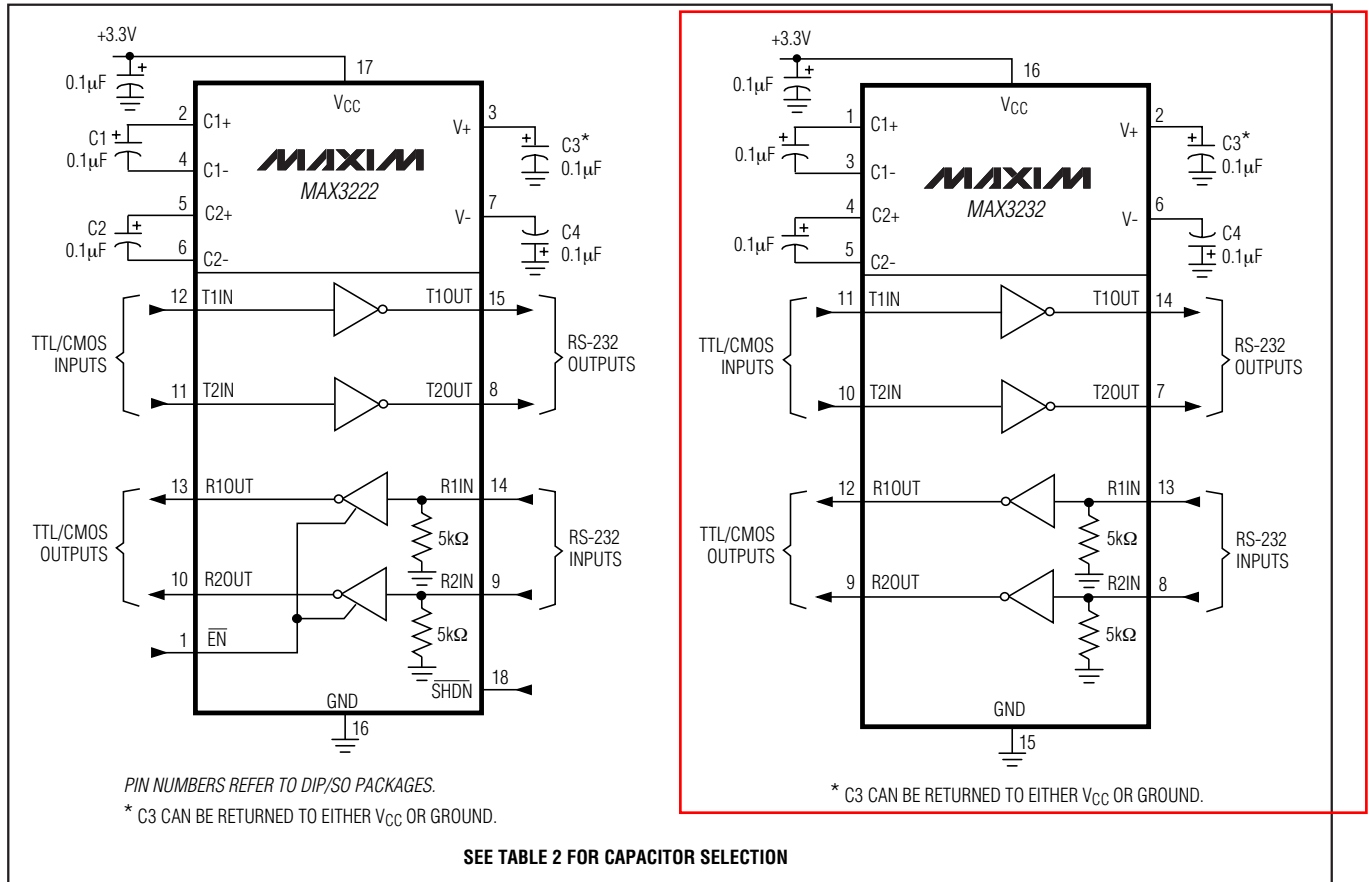 +3.3V
0.1µF
17
VCC
2
C1+
C1
0.1µF
4
C1-
5
C2+
C2
0.1µF
6
C2-
MAXIM
MAX3222
3
V+
C3*
0.1µF
7
V-
C4
0.1µF
12
T1IN
T1OUT
15
TTL/CMOS
INPUTS
RS-232
OUTPUTS
11
T2IN
T2OUT
8
13
R1OUT
R1IN
14
TTL/CMOS
OUTPUTS
5kΩ
RS-232
INPUTS
10
R2OUT
R2IN
9
5kΩ
1
EN
SHDN
18
GND
16
PIN NUMBERS REFER TO DIP/SO PACKAGES.
* C3 CAN BE RETURNED TO EITHER VCC OR GROUND.
+3.3V
0.1µF
16
VCC
1
C1+
0.1µF
3
C1-
4
C2+
0.1µF
5
C2-
MAXIM
MAX3232
2
V+
C3*
0.1µF
6
V-
C4
0.1µF
11
T1IN
T1OUT
14
TTL/CMOS
INPUTS
RS-232
OUTPUTS
10
T2IN
T2OUT
7
12
R1OUT
R1IN
13
TTL/CMOS
OUTPUTS
5kΩ
RS-232
INPUTS
9
R2OUT
R2IN
8
5kΩ
GND
15
* C3 CAN BE RETURNED TO EITHER VCC OR GROUND.
SEE TABLE 2 FOR CAPACITOR SELECTION